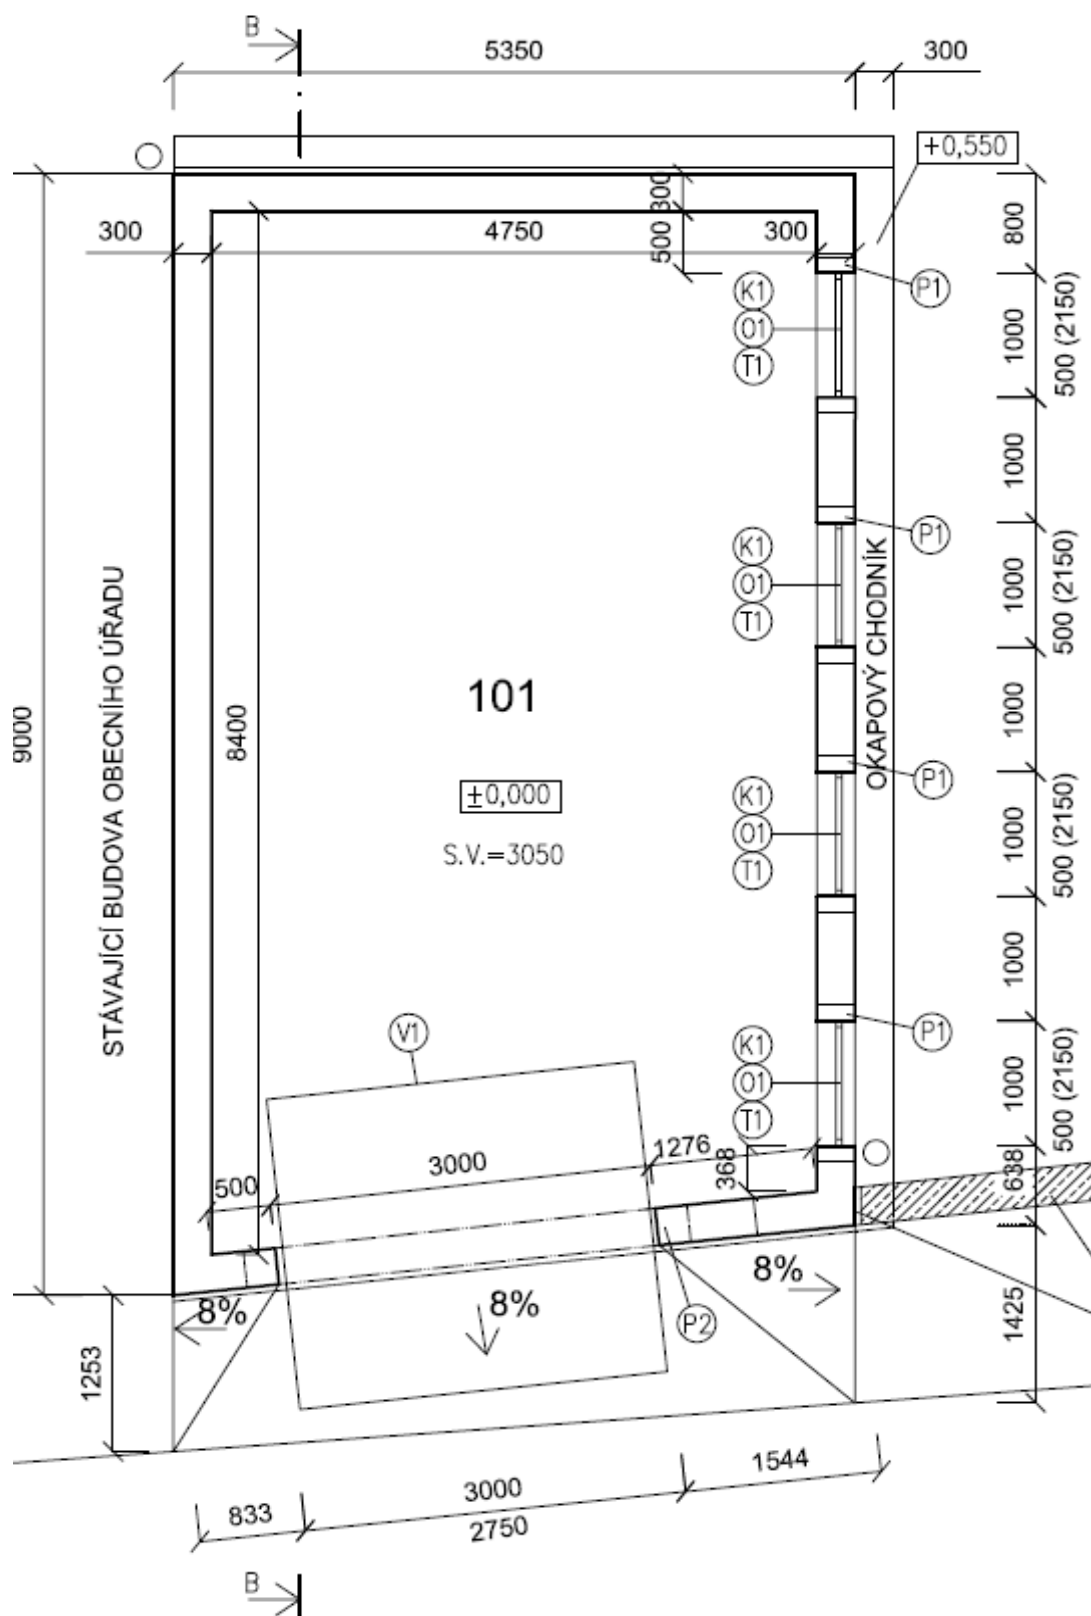 B
5350
300
+0,550
300
4750
300
300
500
800
P1
K1
O1
T1
1000
500 (2150)
1000
P1
K1
O1
T1
1000
500 (2150)
OKAPOVÝ CHODNÍK
STÁVAJÍCÍ BUDOVA OBECNÍHO ÚŘADU
9000
8400
101
±0,000
S.V.=3050
1000
P1
K1
O1
T1
1000
500 (2150)
1000
P1
V1
K1
O1
T1
1000
500 (2150)
500
3000
1276
368
638
8%
8%
8%
P2
1253
1425
833
3000
2750
1544
B